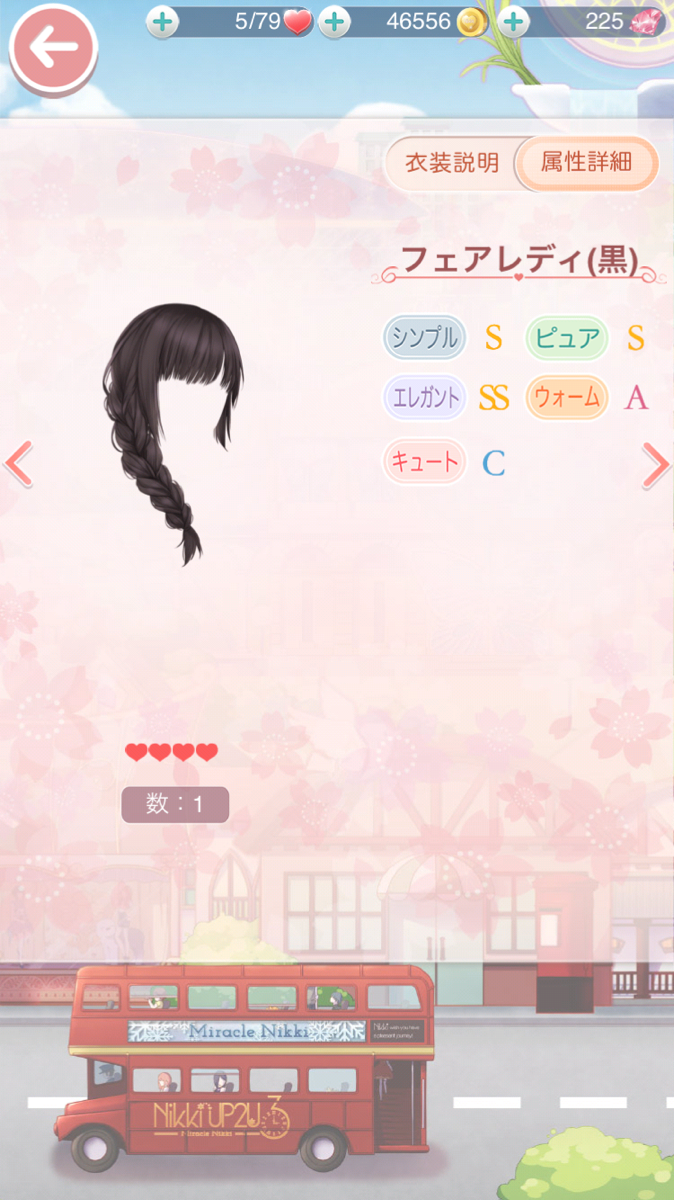 5/79 46556 225
衣装説明 属性詳細
フェアレディ(黒)
シンプル S ピュア S
エレガント SS ウォーム A
キュート C
数：1
Miracle Nikki
NikkiUP2U3
Miracle Nikki